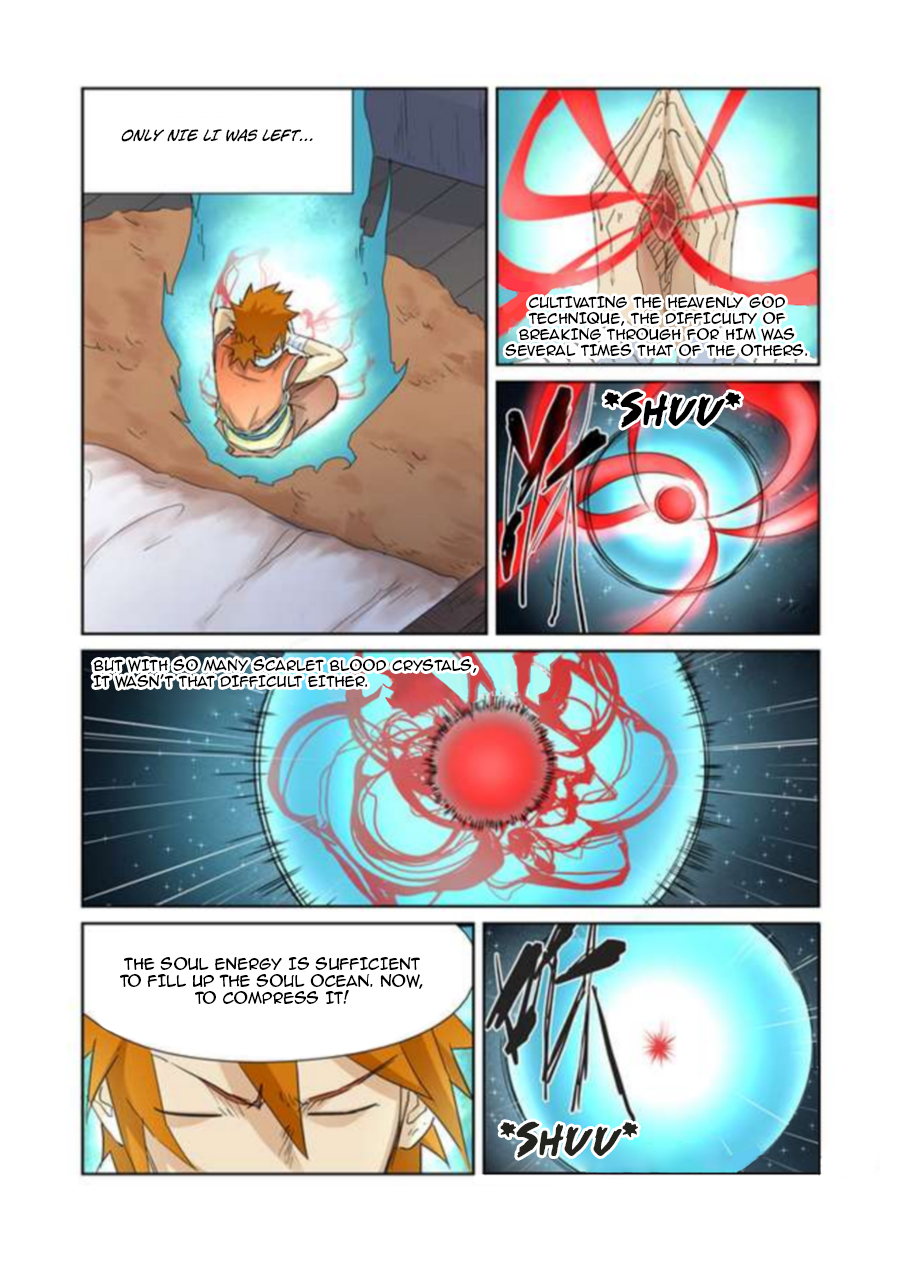 ONLY NIE LI WAS LEFT...
CULTIVATING THE HEAVENLY GOD
TECHNIQUE, THE DIFFICULTY OF
BREAKING THROUGH FOR HIM WAS
SEVERAL TIMES THAT OF THE OTHERS.
*SHUU*
BUT WITH SO MANY SCARLET BLOOD CRYSTALS,
IT WASN'T THAT DIFFICULT EITHER.
THE SOUL ENERGY IS SUFFICIENT
TO FILL UP THE SOUL OCEAN. NOW,
TO COMPRESS IT!
*SHUU*